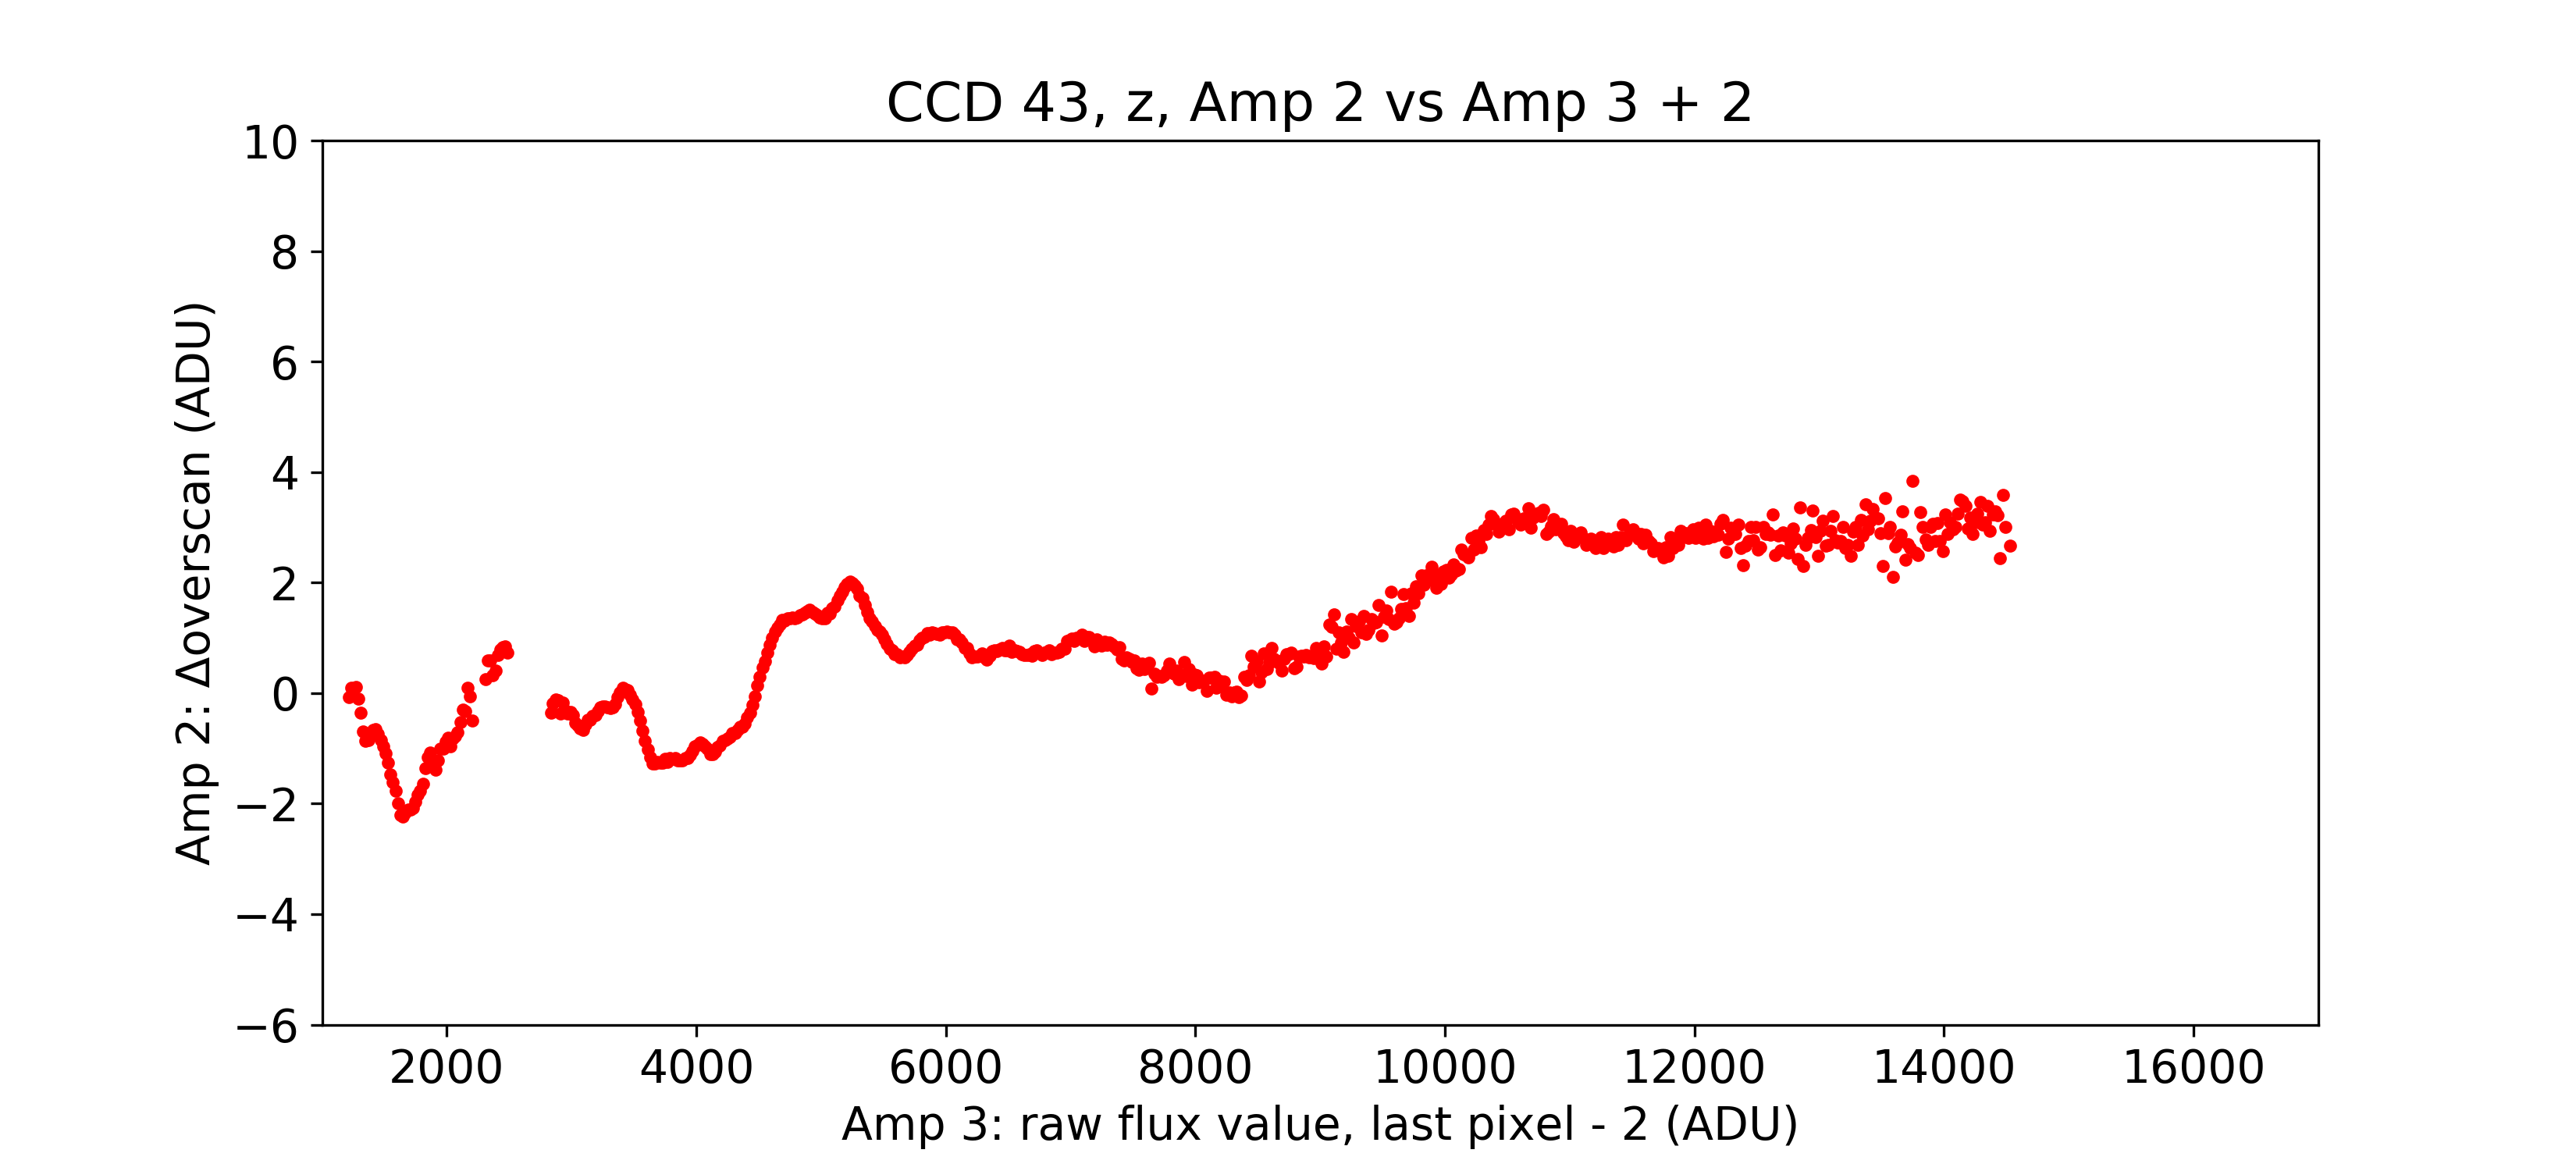 CCD 43, z, Amp 2 vs Amp 3 + 2
10
8
6
4
2
0
−2
−4
−6
Amp 2: Δoverscan (ADU)
2000 4000 6000 8000 10000 12000 14000 16000
Amp 3: raw flux value, last pixel - 2 (ADU)